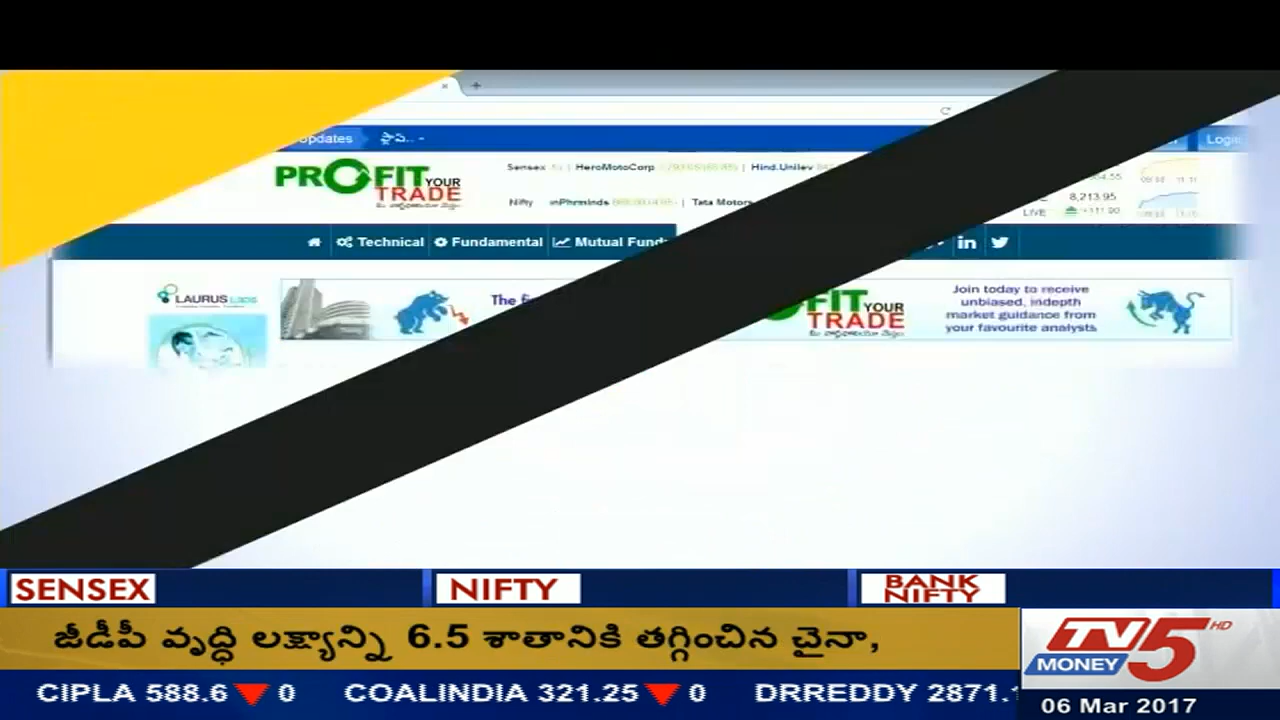 Updates
Login
PROFIT YOUR TRADE
Sensex | HeroMotoCorp | Hind.Unilev
Nifty | Tata Motors
8,213.95
LIVE +111.90
Technical Fundamental Mutual Fund
in
LAURUS Labs
The
FIT YOUR TRADE
Join today to receive
unbiased, indepth
market guidance from
your favourite analysts
SENSEX NIFTY BANK NIFTY
జీడీపీ వృద్ధి లక్ష్యాన్ని 6.5 శాతానికి తగ్గించిన చైనా,
TV5 HD
MONEY
CIPLA 588.6 0 COALINDIA 321.25 0 DRREDDY 2871.1
06 Mar 2017